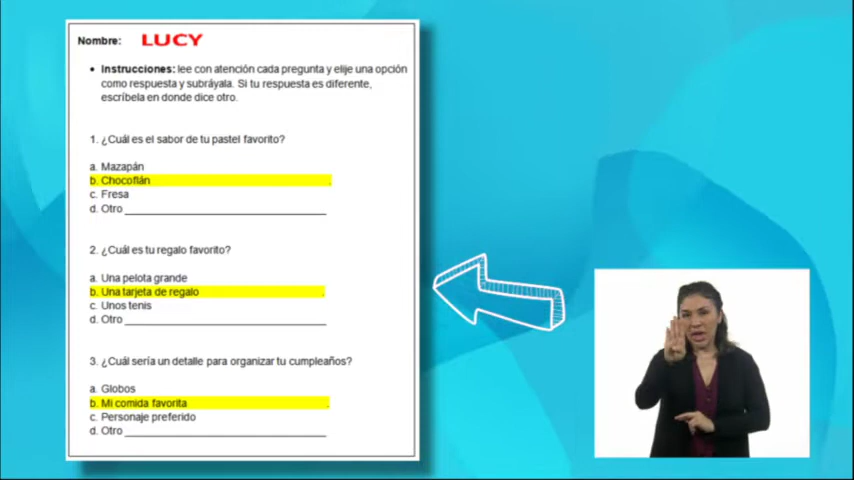 Nombre: LUCY
• Instrucciones: lee con atención cada pregunta y elije una opción
como respuesta y subráyala. Si tu respuesta es diferente,
escríbela en donde dice otro.
1. ¿Cuál es el sabor de tu pastel favorito?
a. Mazapán
b. Chocoflán .
c. Fresa
d. Otro ____________________
2. ¿Cuál es tu regalo favorito?
a. Una pelota grande
b. Una tarjeta de regalo .
c. Unos tenis
d. Otro ____________________
3. ¿Cuál sería un detalle para organizar tu cumpleaños?
a. Globos
b. Mi comida favorita .
c. Personaje preferido
d. Otro ____________________